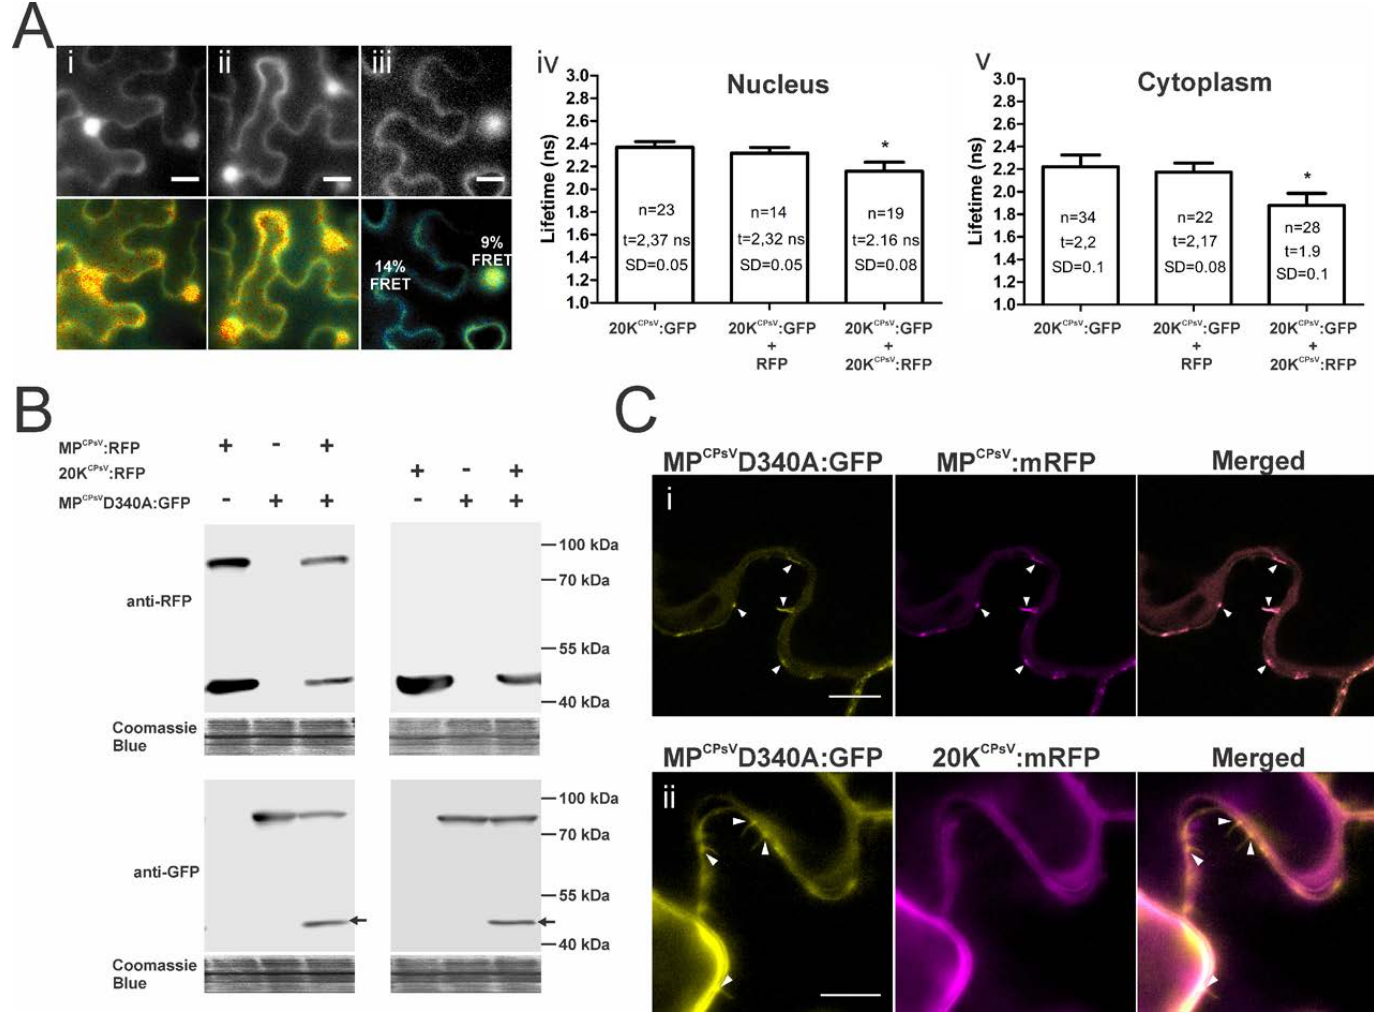 A
i
ii
iii
14%
FRET
9%
FRET
iv
Nucleus
Lifetime (ns)
3.0
2.8
2.6
2.4
2.2
2.0
1.8
1.6
1.4
1.2
1.0
*
n=23
t=2,37 ns
SD=0.05
n=14
t=2,32 ns
SD=0.05
n=19
t=2.16 ns
SD=0.08
20K^CPsV:GFP
20K^CPsV:GFP
+
RFP
20K^CPsV:GFP
+
20K^CPsV:RFP
v
Cytoplasm
Lifetime (ns)
3.0
2.8
2.6
2.4
2.2
2.0
1.8
1.6
1.4
1.2
1.0
*
n=34
t=2,2
SD=0.1
n=22
t=2,17
SD=0.08
n=28
t=1.9
SD=0.1
20K^CPsV:GFP
20K^CPsV:GFP
+
RFP
20K^CPsV:GFP
+
20K^CPsV:RFP
B
MP^CPsV:RFP + - +
20K^CPsV:RFP + - +
MP^CPsV D340A:GFP - + + - + +
anti-RFP
100 kDa
70 kDa
55 kDa
40 kDa
Coomassie
Blue
anti-GFP
100 kDa
70 kDa
55 kDa
40 kDa
Coomassie
Blue
C
MP^CPsV D340A:GFP MP^CPsV:mRFP Merged
i
MP^CPsV D340A:GFP 20K^CPsV:mRFP Merged
ii